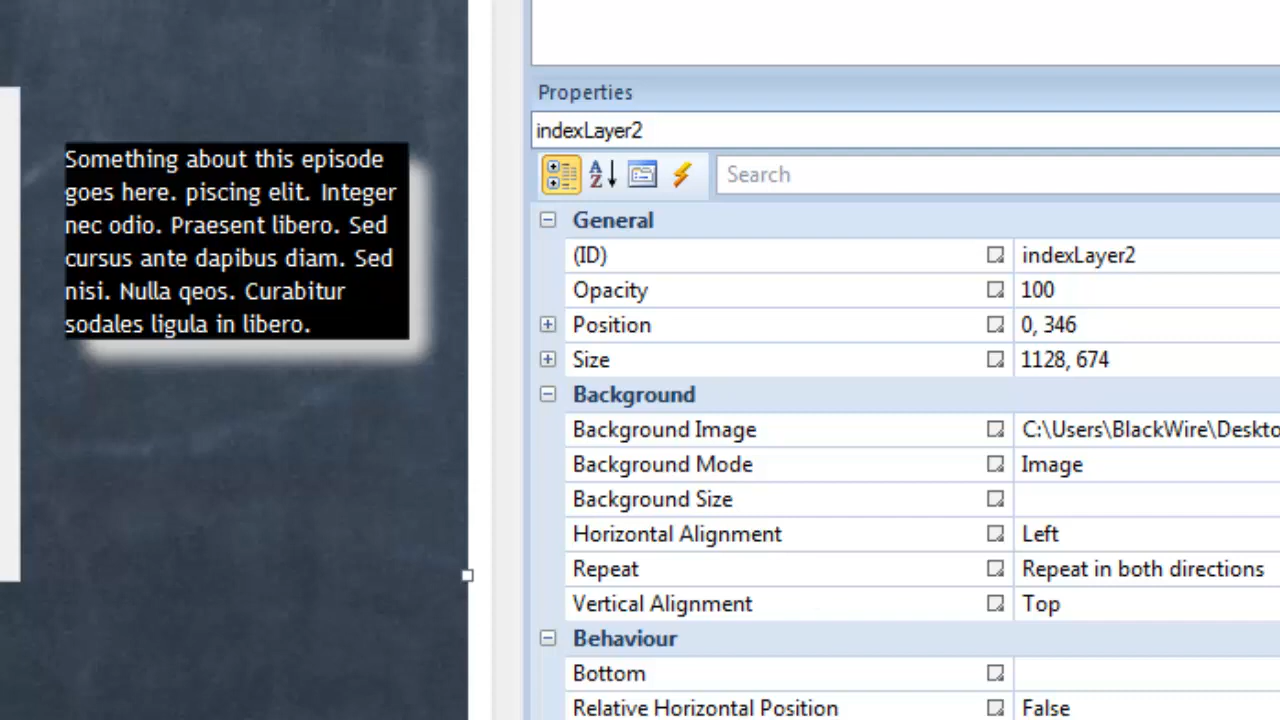 Something about this episode
goes here. piscing elit. Integer
nec odio. Praesent libero. Sed
cursus ante dapibus diam. Sed
nisi. Nulla qeos. Curabitur
sodales ligula in libero.
Properties
indexLayer2
Search
General
(ID) indexLayer2
Opacity 100
Position 0, 346
Size 1128, 674
Background
Background Image C:\Users\BlackWire\Deskto
Background Mode Image
Background Size
Horizontal Alignment Left
Repeat Repeat in both directions
Vertical Alignment Top
Behaviour
Bottom
Relative Horizontal Position False